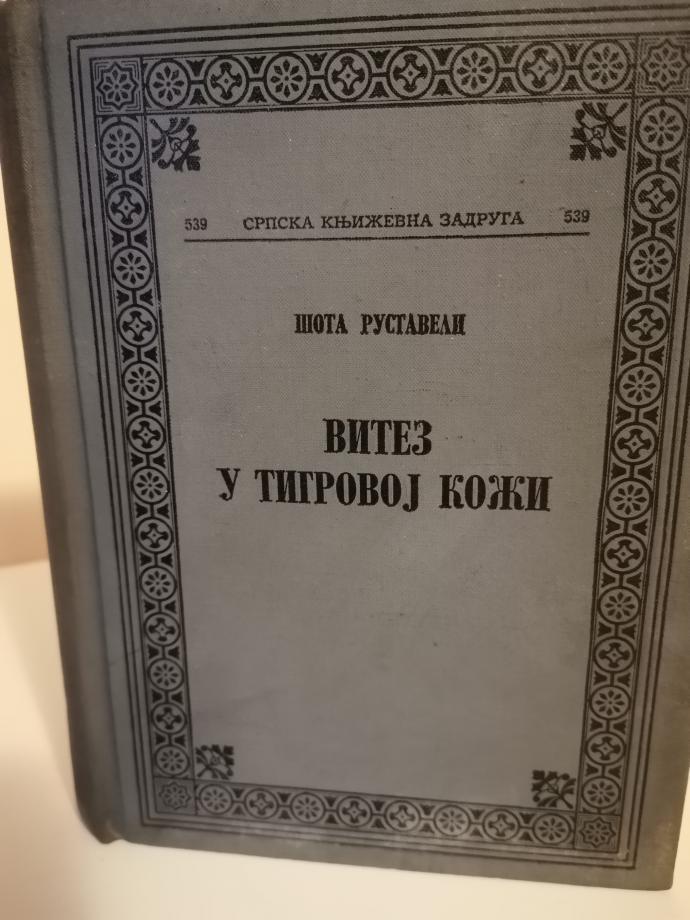 539 СРПСКА КЊИЖЕВНА ЗАДРУГА 539
ШОТА РУСТАВЕЛИ
ВИТЕЗ
У ТИГРОВОЈ КОЖИ